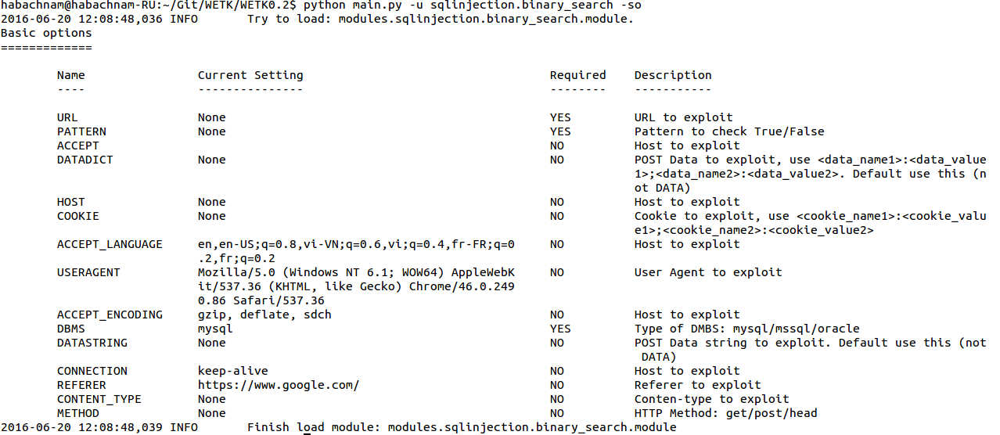 habachnam@habachnam-RU:~/Git/WETK/WETK0.2$ python main.py -u sqlinjection.binary_search -so
2016-06-20 12:08:48,036 INFO       Try to load: modules.sqlinjection.binary_search.module.
Basic options
=============
        Name                Current Setting                                   Required    Description
        ----                ---------------                                   --------    -----------
        URL                 None                                              YES         URL to exploit
        PATTERN             None                                              YES         Pattern to check True/False
        ACCEPT                                                                NO          Host to exploit
        DATADICT            None                                              NO          POST Data to exploit, use <data_name1>:<data_value
                                                                                          1>;<data_name2>:<data_value2>. Default use this (n
                                                                                          ot DATA)
        HOST                None                                              NO          Host to exploit
        COOKIE              None                                              NO          Cookie to exploit, use <cookie_name1>:<cookie_valu
                                                                                          e1>;<cookie_name2>:<cookie_value2>
        ACCEPT_LANGUAGE     en,en-US;q=0.8,vi-VN;q=0.6,vi;q=0.4,fr-FR;q=0     NO          Host to exploit
                            .2,fr;q=0.2
        USERAGENT           Mozilla/5.0 (Windows NT 6.1; WOW64) AppleWebK     NO          User Agent to exploit
                            it/537.36 (KHTML, like Gecko) Chrome/46.0.249
                            0.86 Safari/537.36
        ACCEPT_ENCODING     gzip, deflate, sdch                               NO          Host to exploit
        DBMS                mysql                                             YES         Type of DMBS: mysql/mssql/oracle
        DATASTRING          None                                              NO          POST Data string to exploit. Default use this (not
                                                                                           DATA)
        CONNECTION          keep-alive                                        NO          Host to exploit
        REFERER             https://www.google.com/                           NO          Referer to exploit
        CONTENT_TYPE        None                                              NO          Conten-type to exploit
        METHOD              None                                              NO          HTTP Method: get/post/head
2016-06-20 12:08:48,039 INFO       Finish load module: modules.sqlinjection.binary_search.module